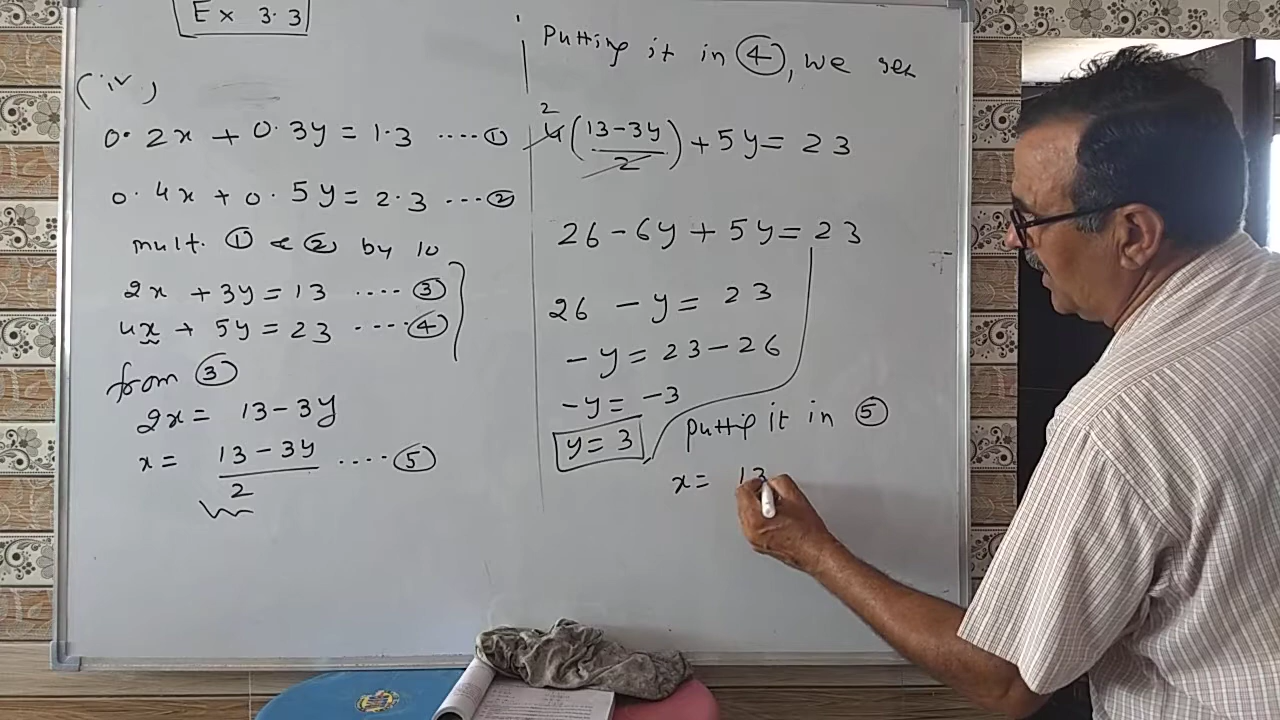 Ex 3.3
(iv)
0.2x + 0.3y = 1.3 ----- ①
0.4x + 0.5y = 2.3 --- ②
mult. ① & ② by 10
2x + 3y = 13 .... ③
4x + 5y = 23 ---- ④
from ③
2x = 13 - 3y
x = 13 - 3y / 2 .... ⑤
Putting it in ④, we get
2
4(13 - 3y / 2) + 5y = 23
26 - 6y + 5y = 23
26 - y = 23
- y = 23 - 26
- y = -3
y = 3
putting it in ⑤
x = 13